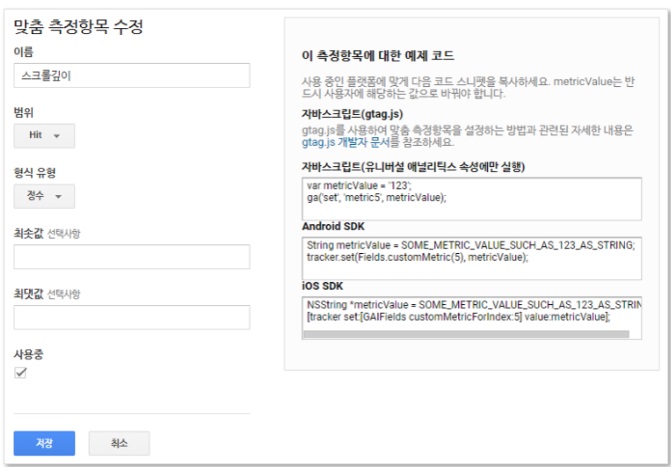 맞춤 측정항목 수정
이름
스크롤깊이
범위
Hit
형식 유형
정수
최솟값 선택사항
최댓값 선택사항
사용중
저장
취소
이 측정항목에 대한 예제 코드
사용 중인 플랫폼에 맞게 다음 코드 스니펫을 복사하세요. metricValue는 반
드시 사용자에 해당하는 값으로 바꿔야 합니다.
자바스크립트(gtag.js)
gtag.js를 사용하여 맞춤 측정항목을 설정하는 방법과 관련된 자세한 내용은
gtag.js 개발자 문서를 참조하세요.
자바스크립트(유니버설 애널리틱스 속성에만 실행)
var metricValue = '123';
ga('set', 'metric5', metricValue);
Android SDK
String metricValue = SOME_METRIC_VALUE_SUCH_AS_123_AS_STRING;
tracker.set(Fields.customMetric(5), metricValue);
iOS SDK
NSString *metricValue = SOME_METRIC_VALUE_SUCH_AS_123_AS_STRIN
[tracker set:[GAIFields customMetricForIndex:5] value:metricValue];